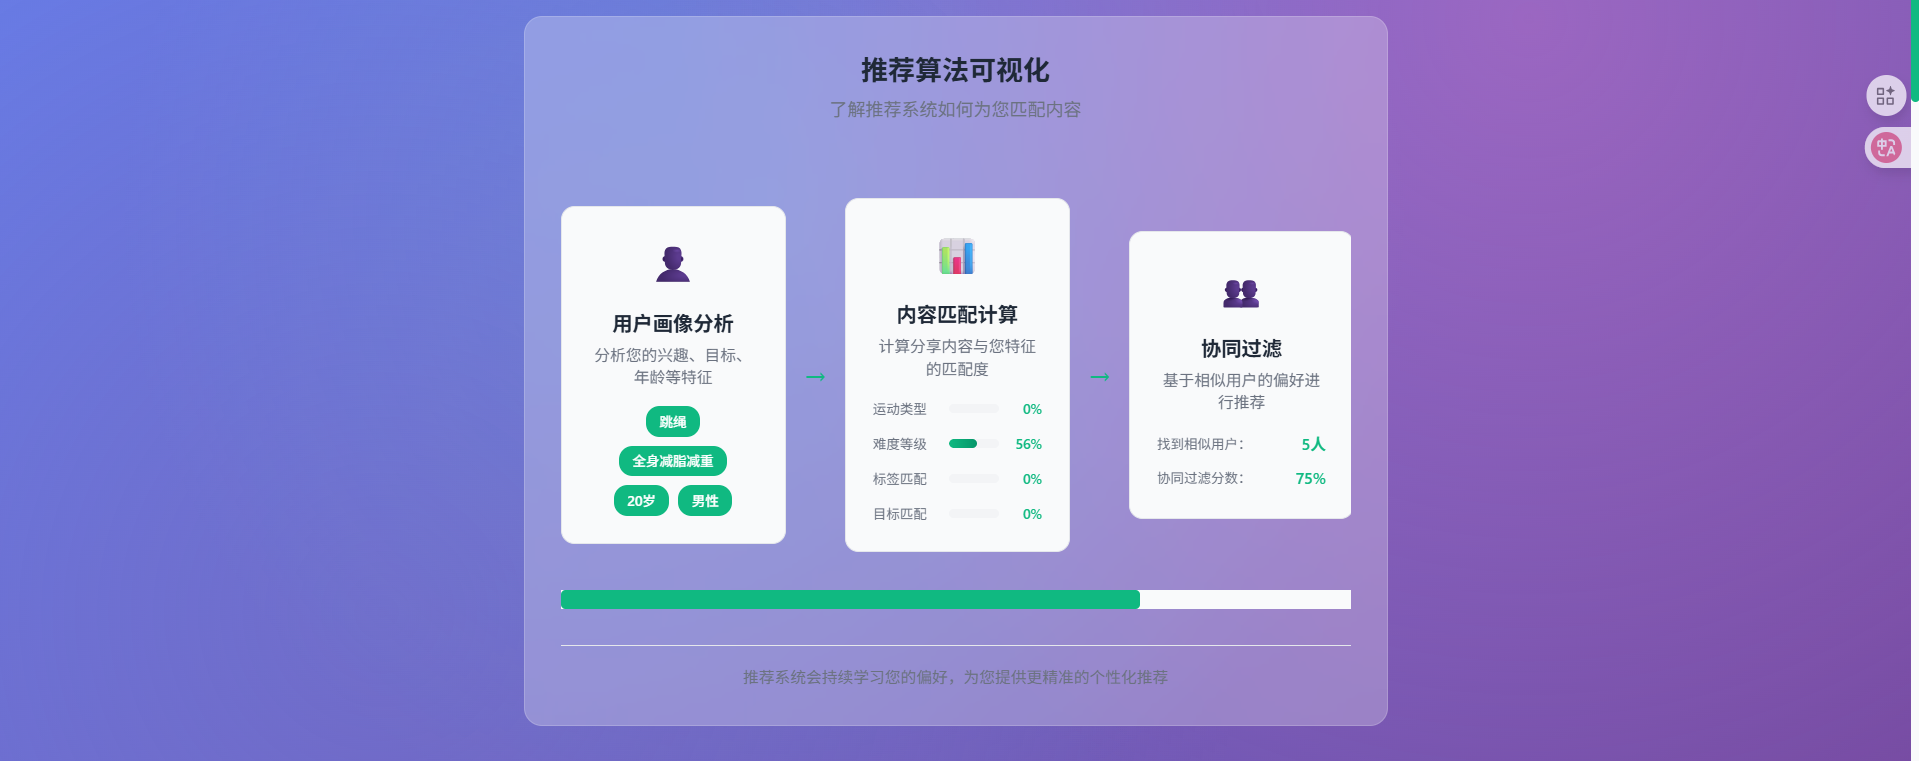 推荐算法可视化
了解推荐系统如何为您匹配内容
用户画像分析
分析您的兴趣、目标、
年龄等特征
跳绳
全身减脂减重
20岁 男性
→
内容匹配计算
计算分享内容与您特征
的匹配度
运动类型 0%
难度等级 56%
标签匹配 0%
目标匹配 0%
→
协同过滤
基于相似用户的偏好进
行推荐
找到相似用户： 5人
协同过滤分数： 75%
推荐系统会持续学习您的偏好，为您提供更精准的个性化推荐
中A